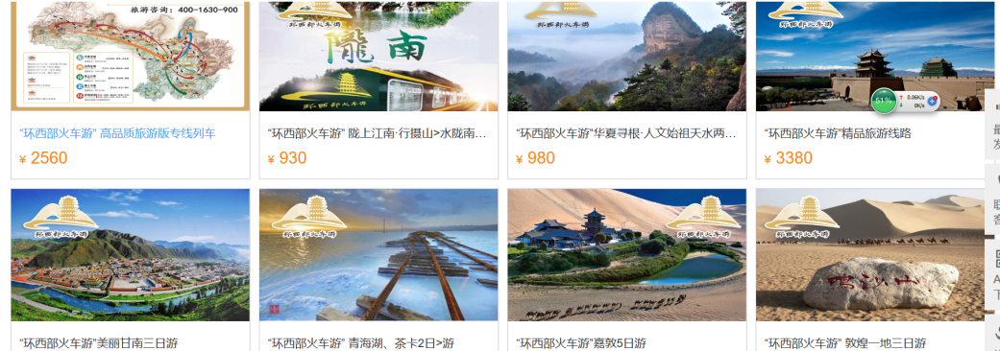 旅游咨询：400-1630-900
环西部火车游
陇南
环西部火车游
环西部火车游
环西部火车游
51%
0.06K/s
0K/s
“环西部火车游” 高品质旅游版专线列车
¥ 2560
“环西部火车游” 陇上江南·行摄山>水陇南…
¥ 930
“环西部火车游”华夏寻根·人文始祖天水两…
¥ 980
“环西部火车游”精品旅游线路
¥ 3380
环西部火车游
环西部火车游
环西部火车游
环西部火车游
鸣沙山
“环西部火车游”美丽甘南三日游
“环西部火车游” 青海湖、茶卡2日>游
“环西部火车游”嘉敦5日游
“环西部火车游” 敦煌一地三日游